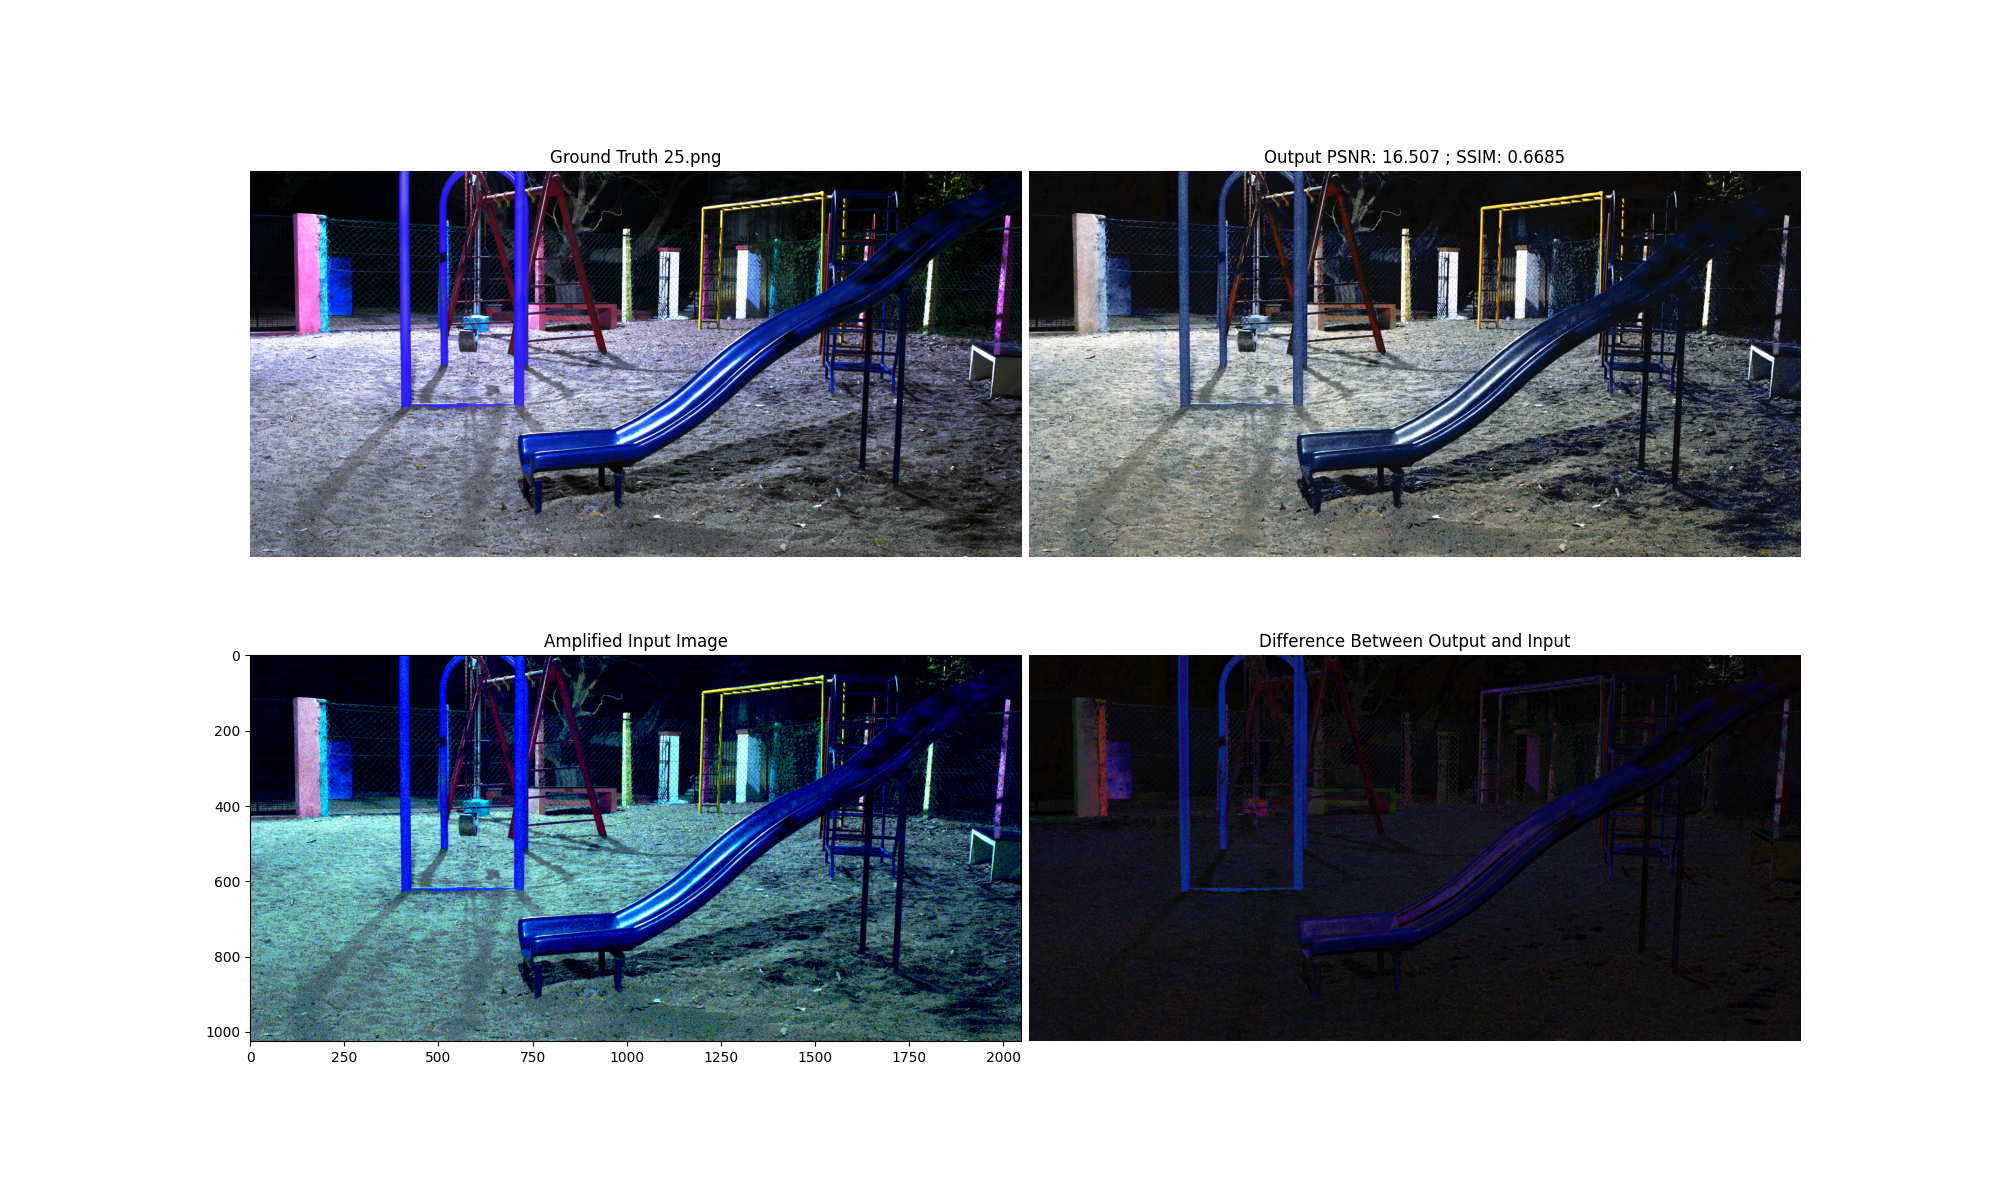 Ground Truth 25.png
Output PSNR: 16.507 ; SSIM: 0.6685
Amplified Input Image
Difference Between Output and Input
0
200
400
600
800
1000
0 250 500 750 1000 1250 1500 1750 2000